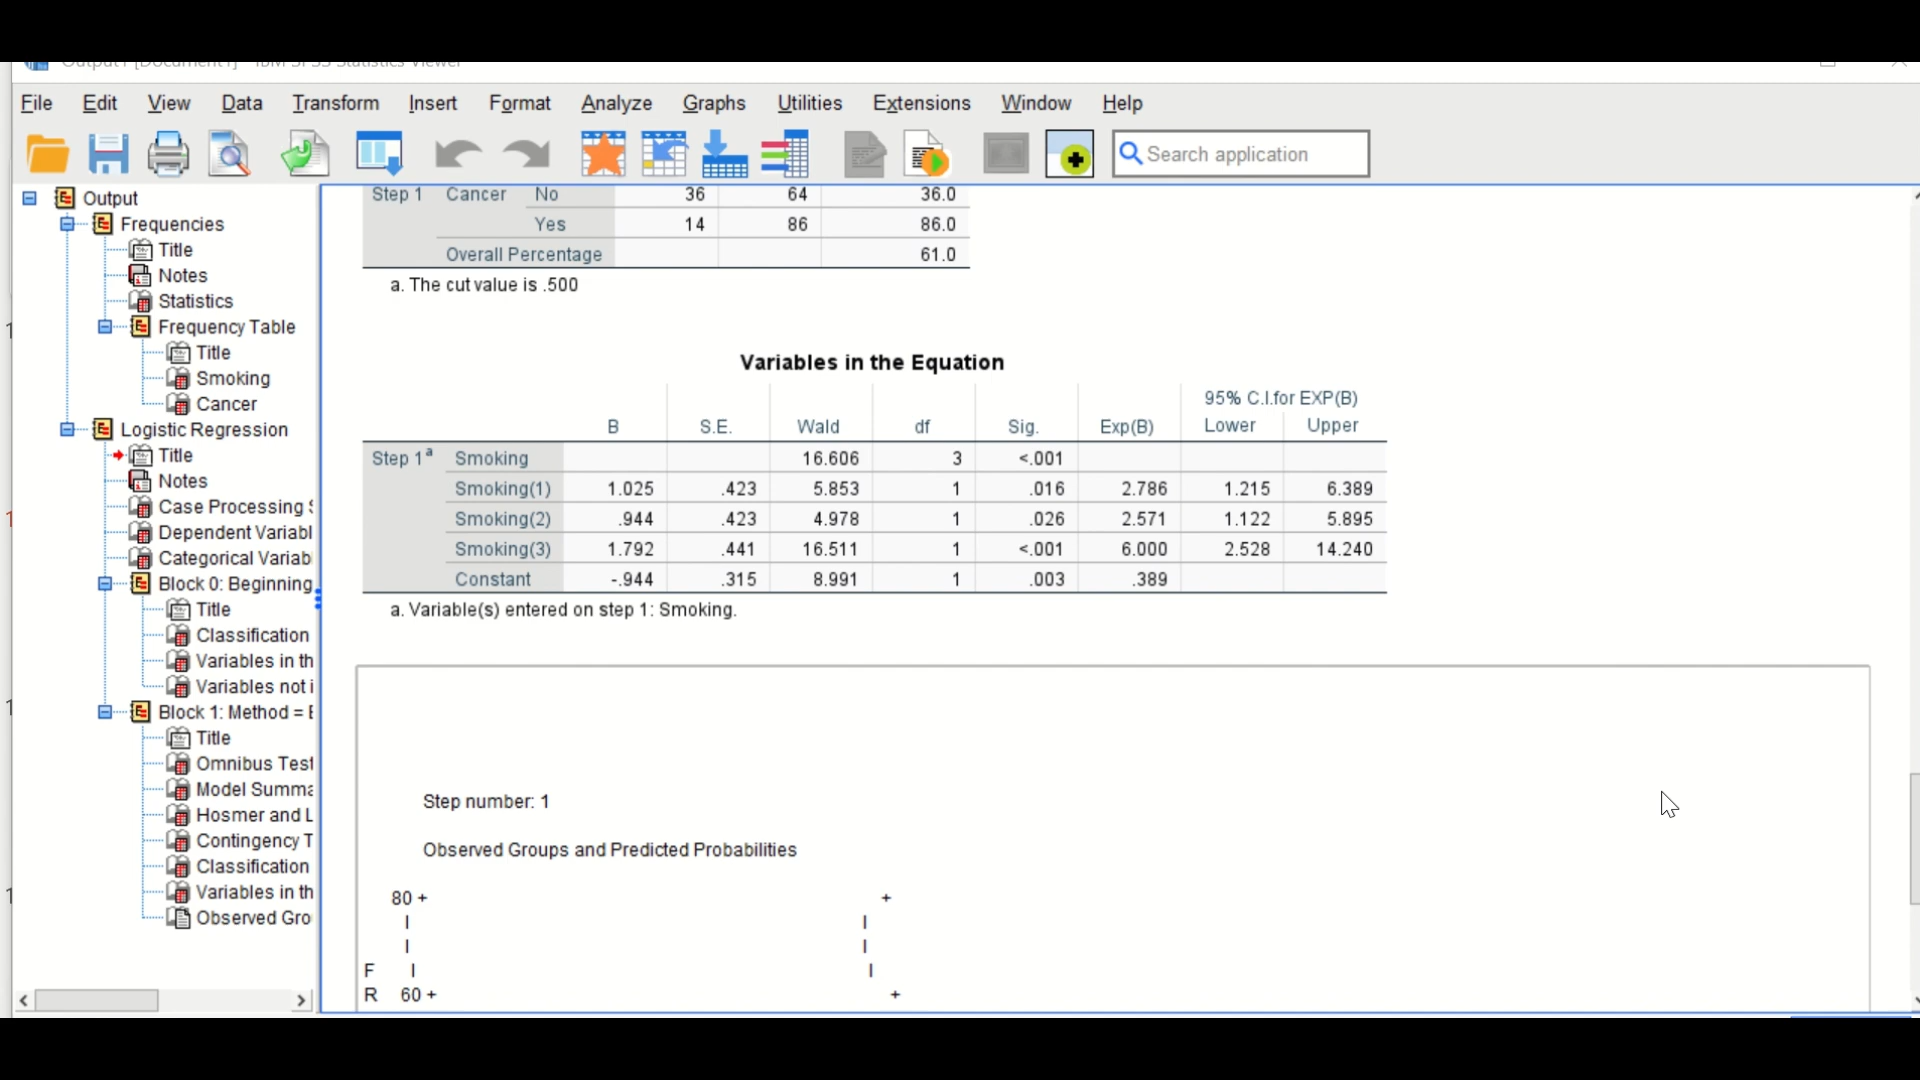 Output1 [Document1] - IBM SPSS Statistics Viewer
File Edit View Data Transform Insert Format Analyze Graphs Utilities Extensions Window Help
Search application
Output
Frequencies
Title
Notes
Statistics
Frequency Table
Title
Smoking
Cancer
Logistic Regression
Title
Notes
Case Processing S
Dependent Variabl
Categorical Variabl
Block 0: Beginning
Title
Classification
Variables in th
Variables not i
Block 1: Method = E
Title
Omnibus Test
Model Summa
Hosmer and L
Contingency T
Classification
Variables in th
Observed Gro
Step 1 Cancer No 36 64 36.0
Yes 14 86 86.0
Overall Percentage 61.0
a. The cut value is .500
Variables in the Equation
95% C.I.for EXP(B)
B S.E. Wald df Sig. Exp(B) Lower Upper
Step 1a Smoking 16.606 3 <.001
Smoking(1) 1.025 .423 5.853 1 .016 2.786 1.215 6.389
Smoking(2) .944 .423 4.978 1 .026 2.571 1.122 5.895
Smoking(3) 1.792 .441 16.511 1 <.001 6.000 2.528 14.240
Constant -.944 .315 8.991 1 .003 .389
a. Variable(s) entered on step 1: Smoking.
Step number: 1
Observed Groups and Predicted Probabilities
80 + +
I I
I I
F I I
R 60 + +